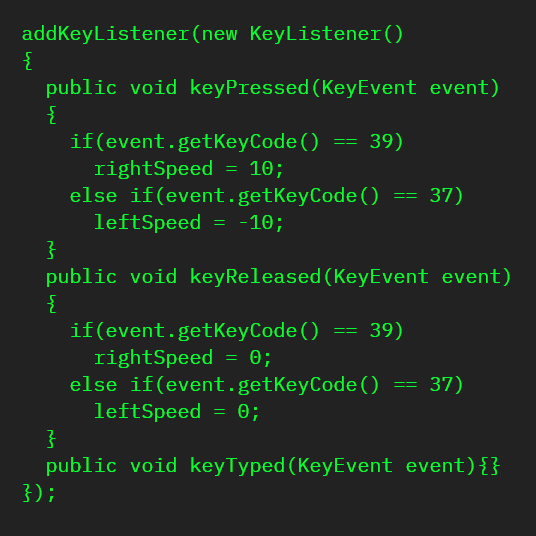 addKeyListener(new KeyListener()
{
  public void keyPressed(KeyEvent event)
  {
    if(event.getKeyCode() == 39)
      rightSpeed = 10;
    else if(event.getKeyCode() == 37)
      leftSpeed = -10;
  }
  public void keyReleased(KeyEvent event)
  {
    if(event.getKeyCode() == 39)
      rightSpeed = 0;
    else if(event.getKeyCode() == 37)
      leftSpeed = 0;
  }
  public void keyTyped(KeyEvent event){}
});